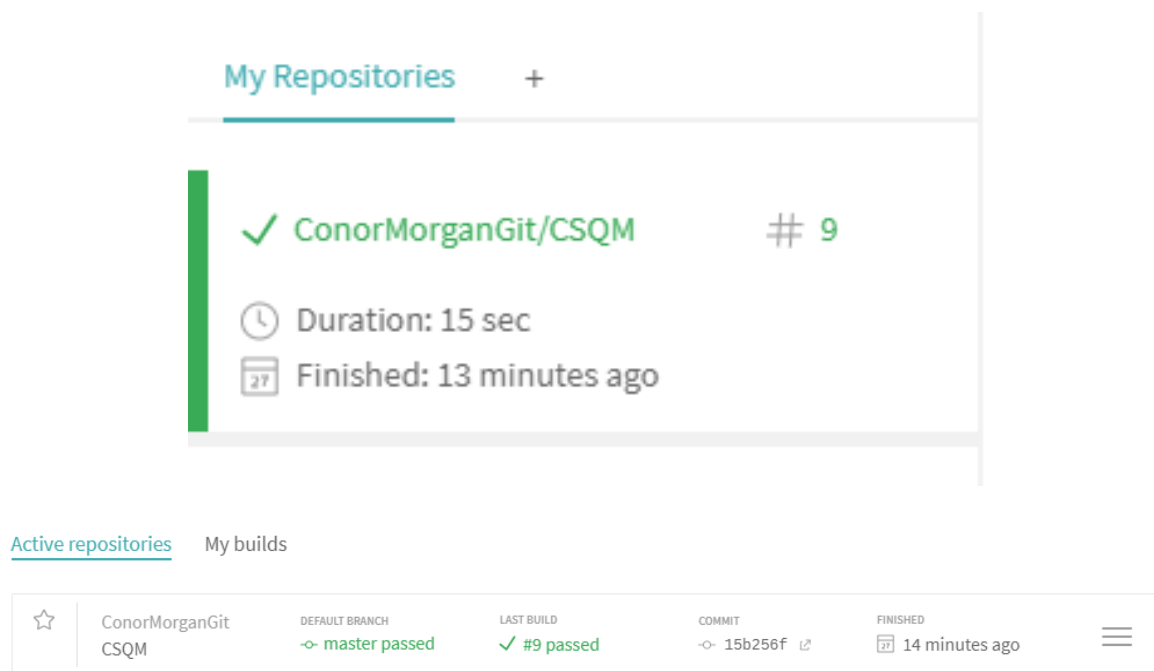 My Repositories +
ConorMorganGit/CSQM # 9
Duration: 15 sec
27 Finished: 13 minutes ago
Active repositories My builds
ConorMorganGit DEFAULT BRANCH LAST BUILD COMMIT FINISHED
CSQM master passed #9 passed 15b256f 27 14 minutes ago